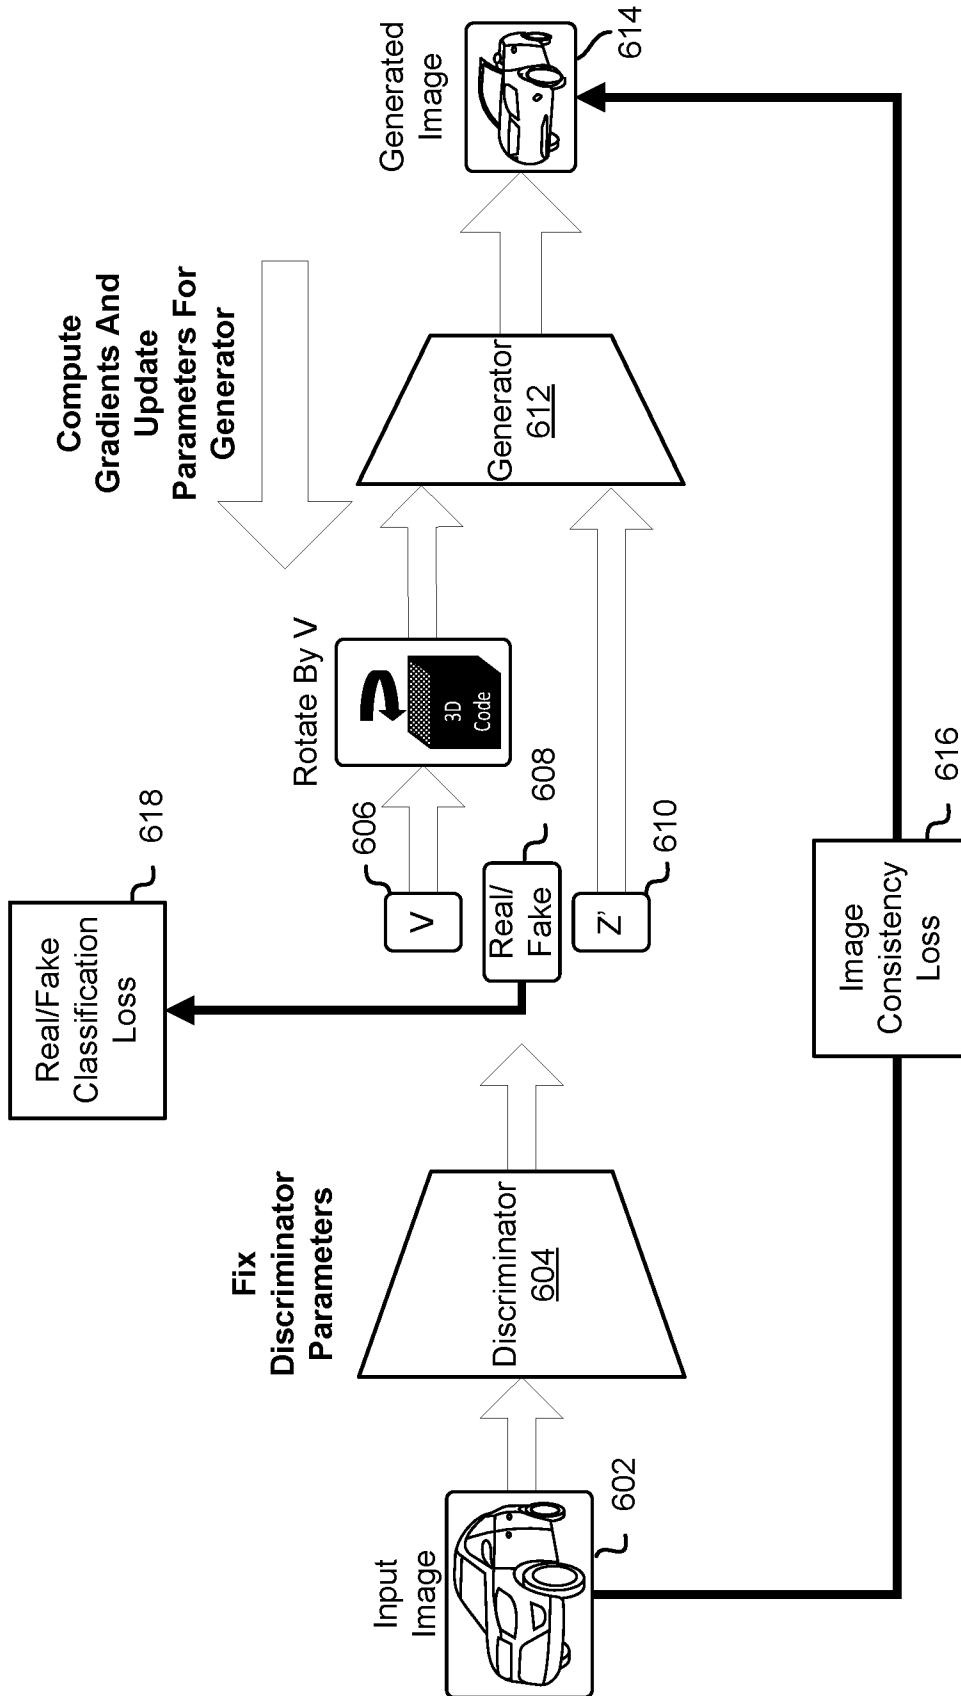 Input
Image
602
Fix
Discriminator
Parameters
Discriminator
604
Real/Fake
Classification
Loss
618
V
606
Real/
Fake
608
Z'
610
Rotate By V
3D
Code
Compute
Gradients And
Update
Parameters For
Generator
Generator
612
Generated
Image
614
Image
Consistency
Loss
616